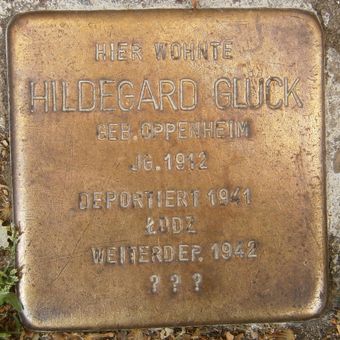 HIER WOHNTE
HILDEGARD GLÜCK
GEB. OPPENHEIM
JG. 1912
DEPORTIERT 1941
ŁODZ
WEITERDEP. 1942
? ? ?